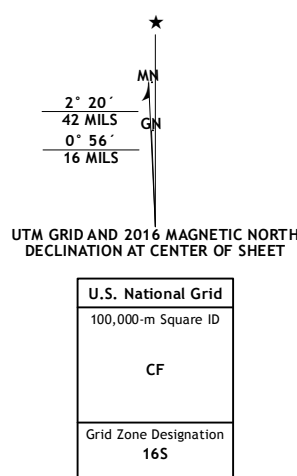 ★
MN
2° 20´
42 MILS
GN
0° 56´
16 MILS
UTM GRID AND 2016 MAGNETIC NORTH
DECLINATION AT CENTER OF SHEET
U.S. National Grid
100,000-m Square ID
CF
Grid Zone Designation
16S